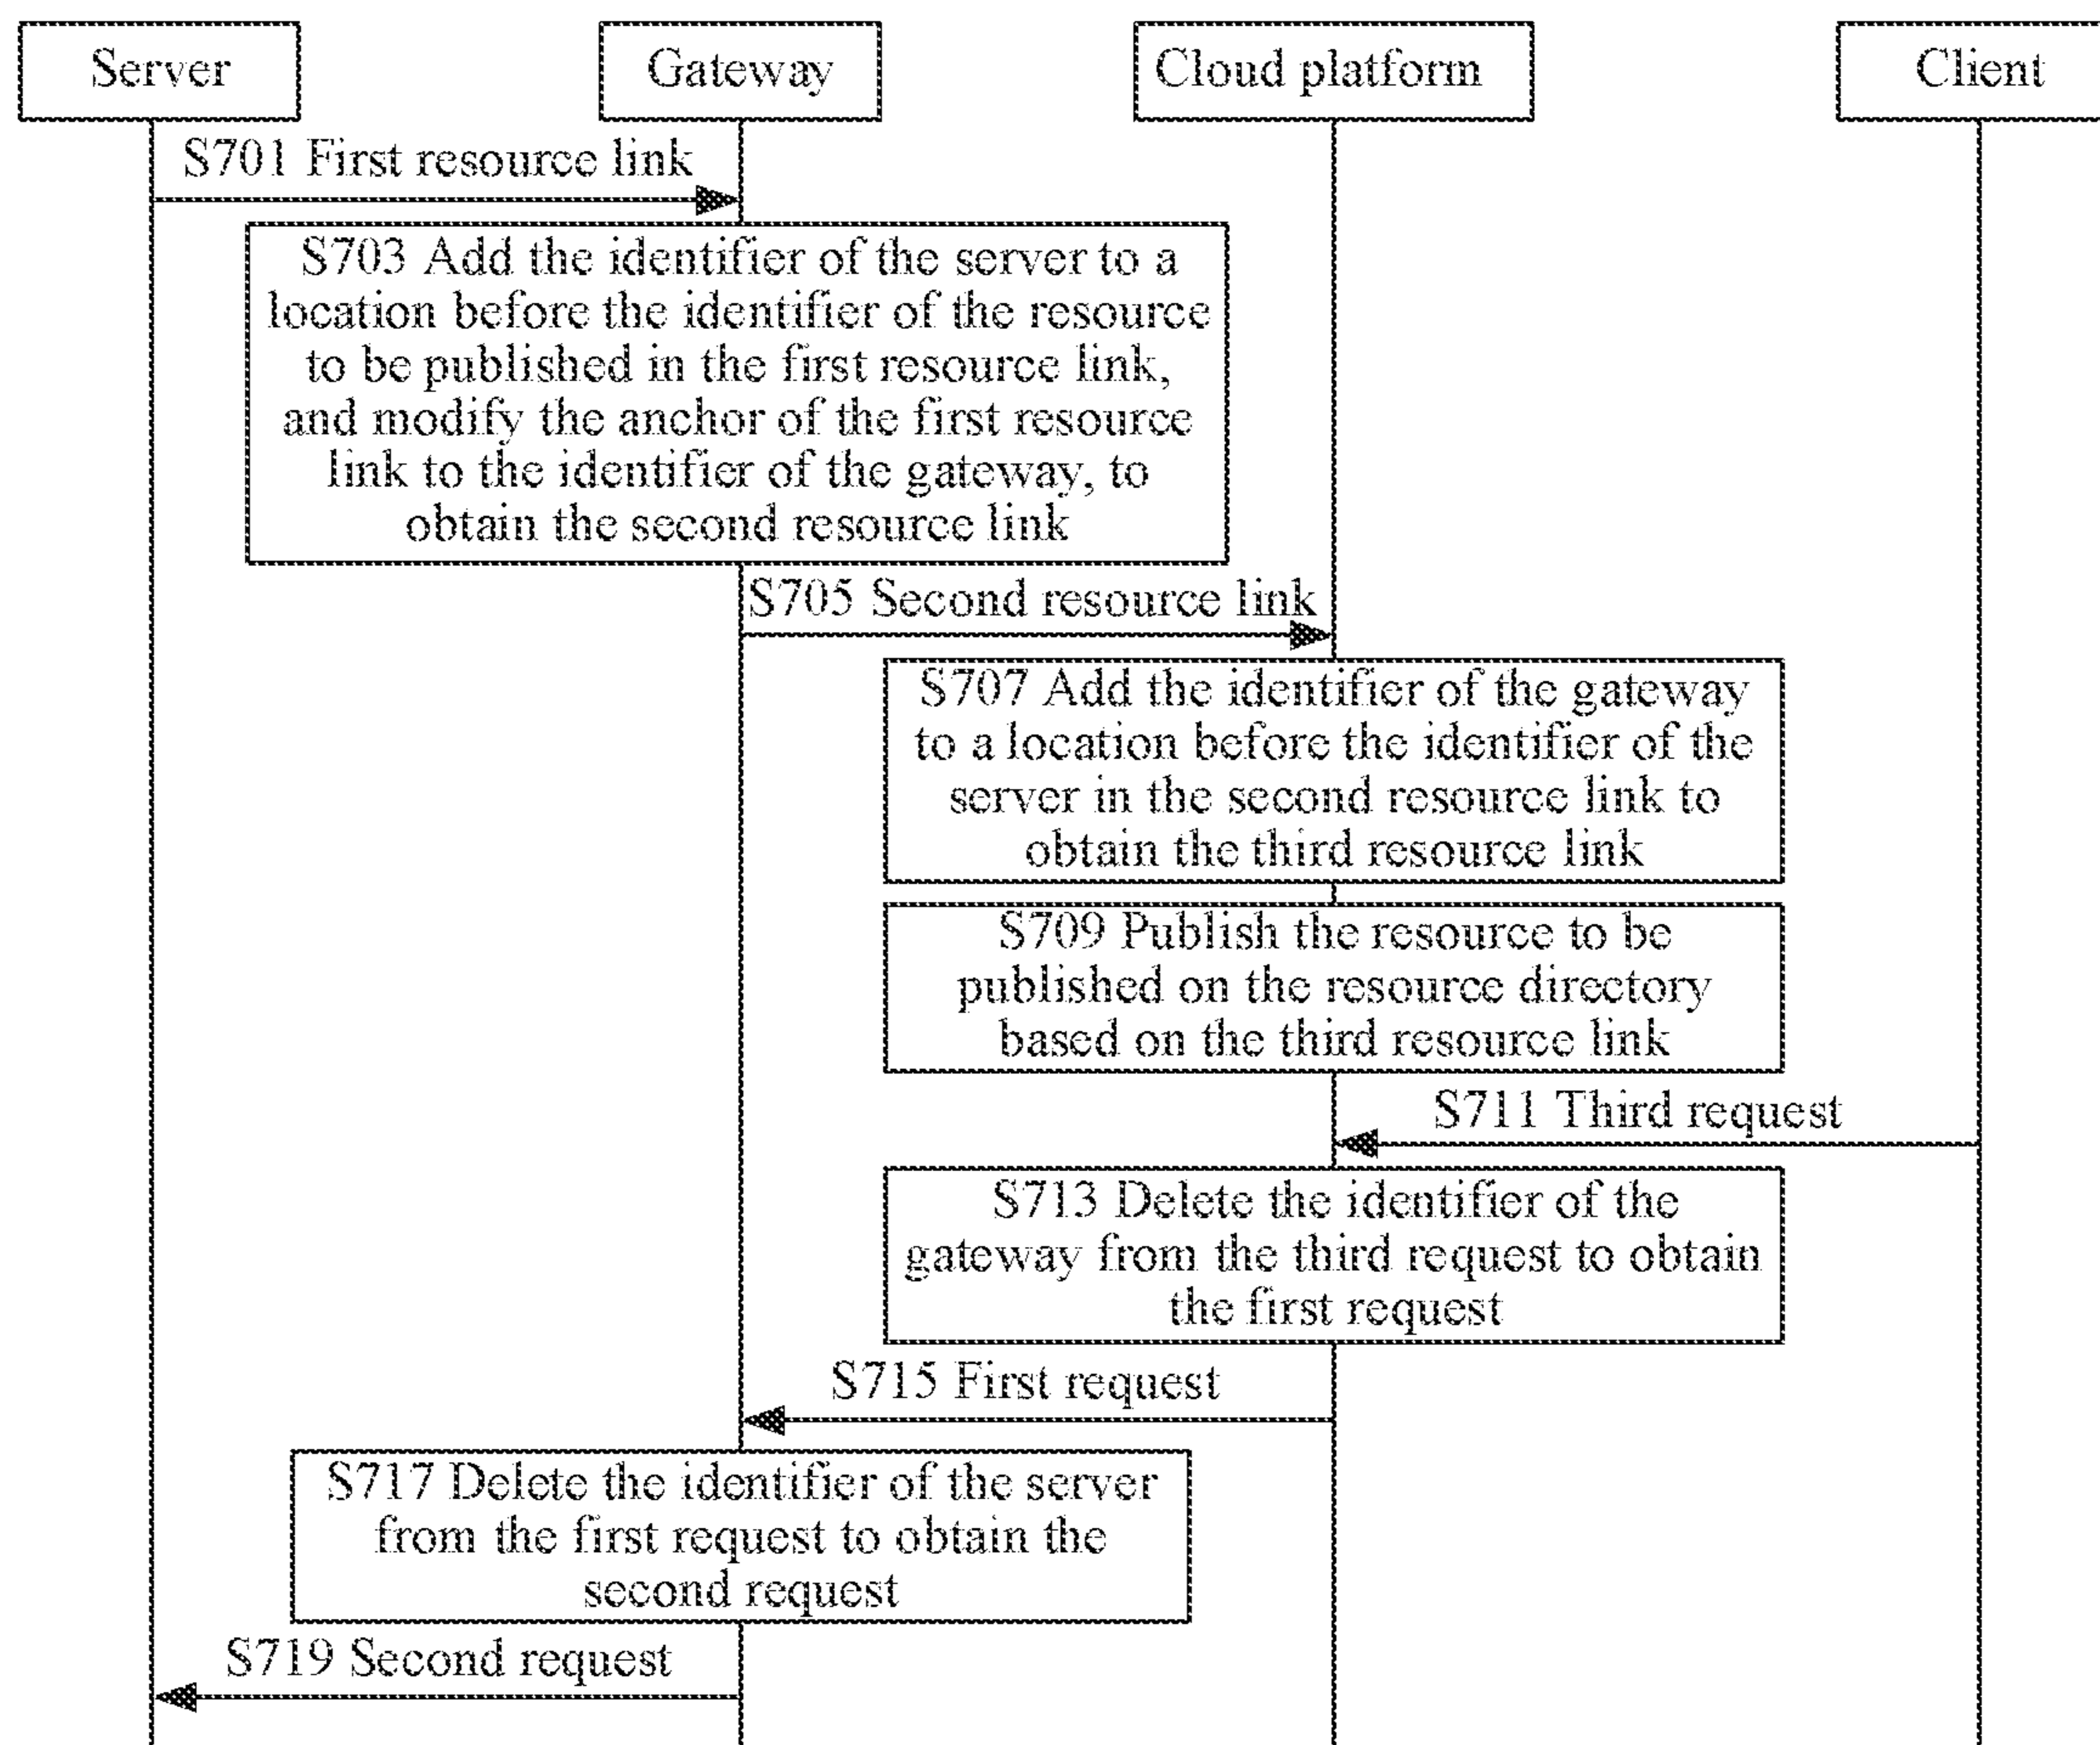 Server
Gateway
Cloud platform
Client
S701 First resource link
S703 Add the identifier of the server to a
location before the identifier of the resource
to be published in the first resource link,
and modify the anchor of the first resource
link to the identifier of the gateway, to
obtain the second resource link
S705 Second resource link
S707 Add the identifier of the gateway
to a location before the identifier of the
server in the second resource link to
obtain the third resource link
S709 Publish the resource to be
published on the resource directory
based on the third resource link
S711 Third request
S713 Delete the identifier of the
gateway from the third request to obtain
the first request
S715 First request
S717 Delete the identifier of the server
from the first request to obtain the
second request
S719 Second request